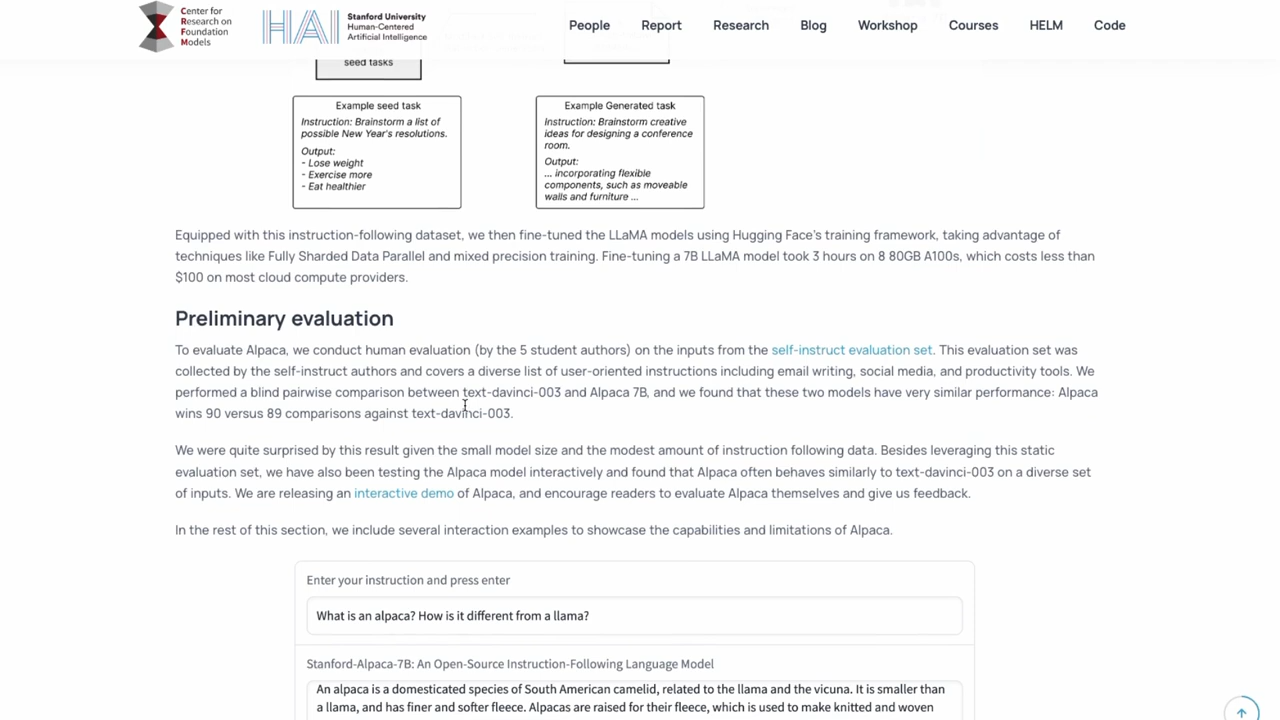 Center for
Research on
Foundation
Models
HAI
Stanford University
Human-Centered
Artificial Intelligence
People
Report
Research
Blog
Workshop
Courses
HELM
Code
seed tasks
Example seed task
Instruction: Brainstorm a list of
possible New Year's resolutions.
Output:
- Lose weight
- Exercise more
- Eat healthier
Example Generated task
Instruction: Brainstorm creative
ideas for designing a conference
room.
Output:
... incorporating flexible
components, such as moveable
walls and furniture ...
Equipped with this instruction-following dataset, we then fine-tuned the LLaMA models using Hugging Face's training framework, taking advantage of
techniques like Fully Sharded Data Parallel and mixed precision training. Fine-tuning a 7B LLaMA model took 3 hours on 8 80GB A100s, which costs less than
$100 on most cloud compute providers.
Preliminary evaluation
To evaluate Alpaca, we conduct human evaluation (by the 5 student authors) on the inputs from the self-instruct evaluation set. This evaluation set was
collected by the self-instruct authors and covers a diverse list of user-oriented instructions including email writing, social media, and productivity tools. We
performed a blind pairwise comparison between text-davinci-003 and Alpaca 7B, and we found that these two models have very similar performance: Alpaca
wins 90 versus 89 comparisons against text-davinci-003.
We were quite surprised by this result given the small model size and the modest amount of instruction following data. Besides leveraging this static
evaluation set, we have also been testing the Alpaca model interactively and found that Alpaca often behaves similarly to text-davinci-003 on a diverse set
of inputs. We are releasing an interactive demo of Alpaca, and encourage readers to evaluate Alpaca themselves and give us feedback.
In the rest of this section, we include several interaction examples to showcase the capabilities and limitations of Alpaca.
Enter your instruction and press enter
What is an alpaca? How is it different from a llama?
Stanford-Alpaca-7B: An Open-Source Instruction-Following Language Model
An alpaca is a domesticated species of South American camelid, related to the llama and the vicuna. It is smaller than
a llama, and has finer and softer fleece. Alpacas are raised for their fleece, which is used to make knitted and woven